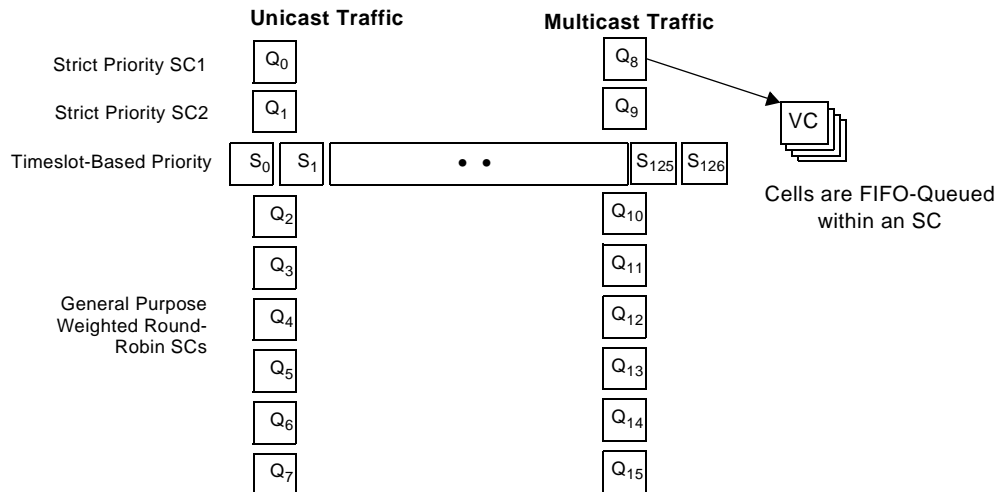 Unicast Traffic
Multicast Traffic
Strict Priority SC1
Q0
Q8
Strict Priority SC2
Q1
Q9
VC
Timeslot-Based Priority
S0
S1
• •
S125
S126
Cells are FIFO-Queued
within an SC
Q2
Q10
Q3
Q11
General Purpose
Weighted Round-
Robin SCs
Q4
Q12
Q5
Q13
Q6
Q14
Q7
Q15